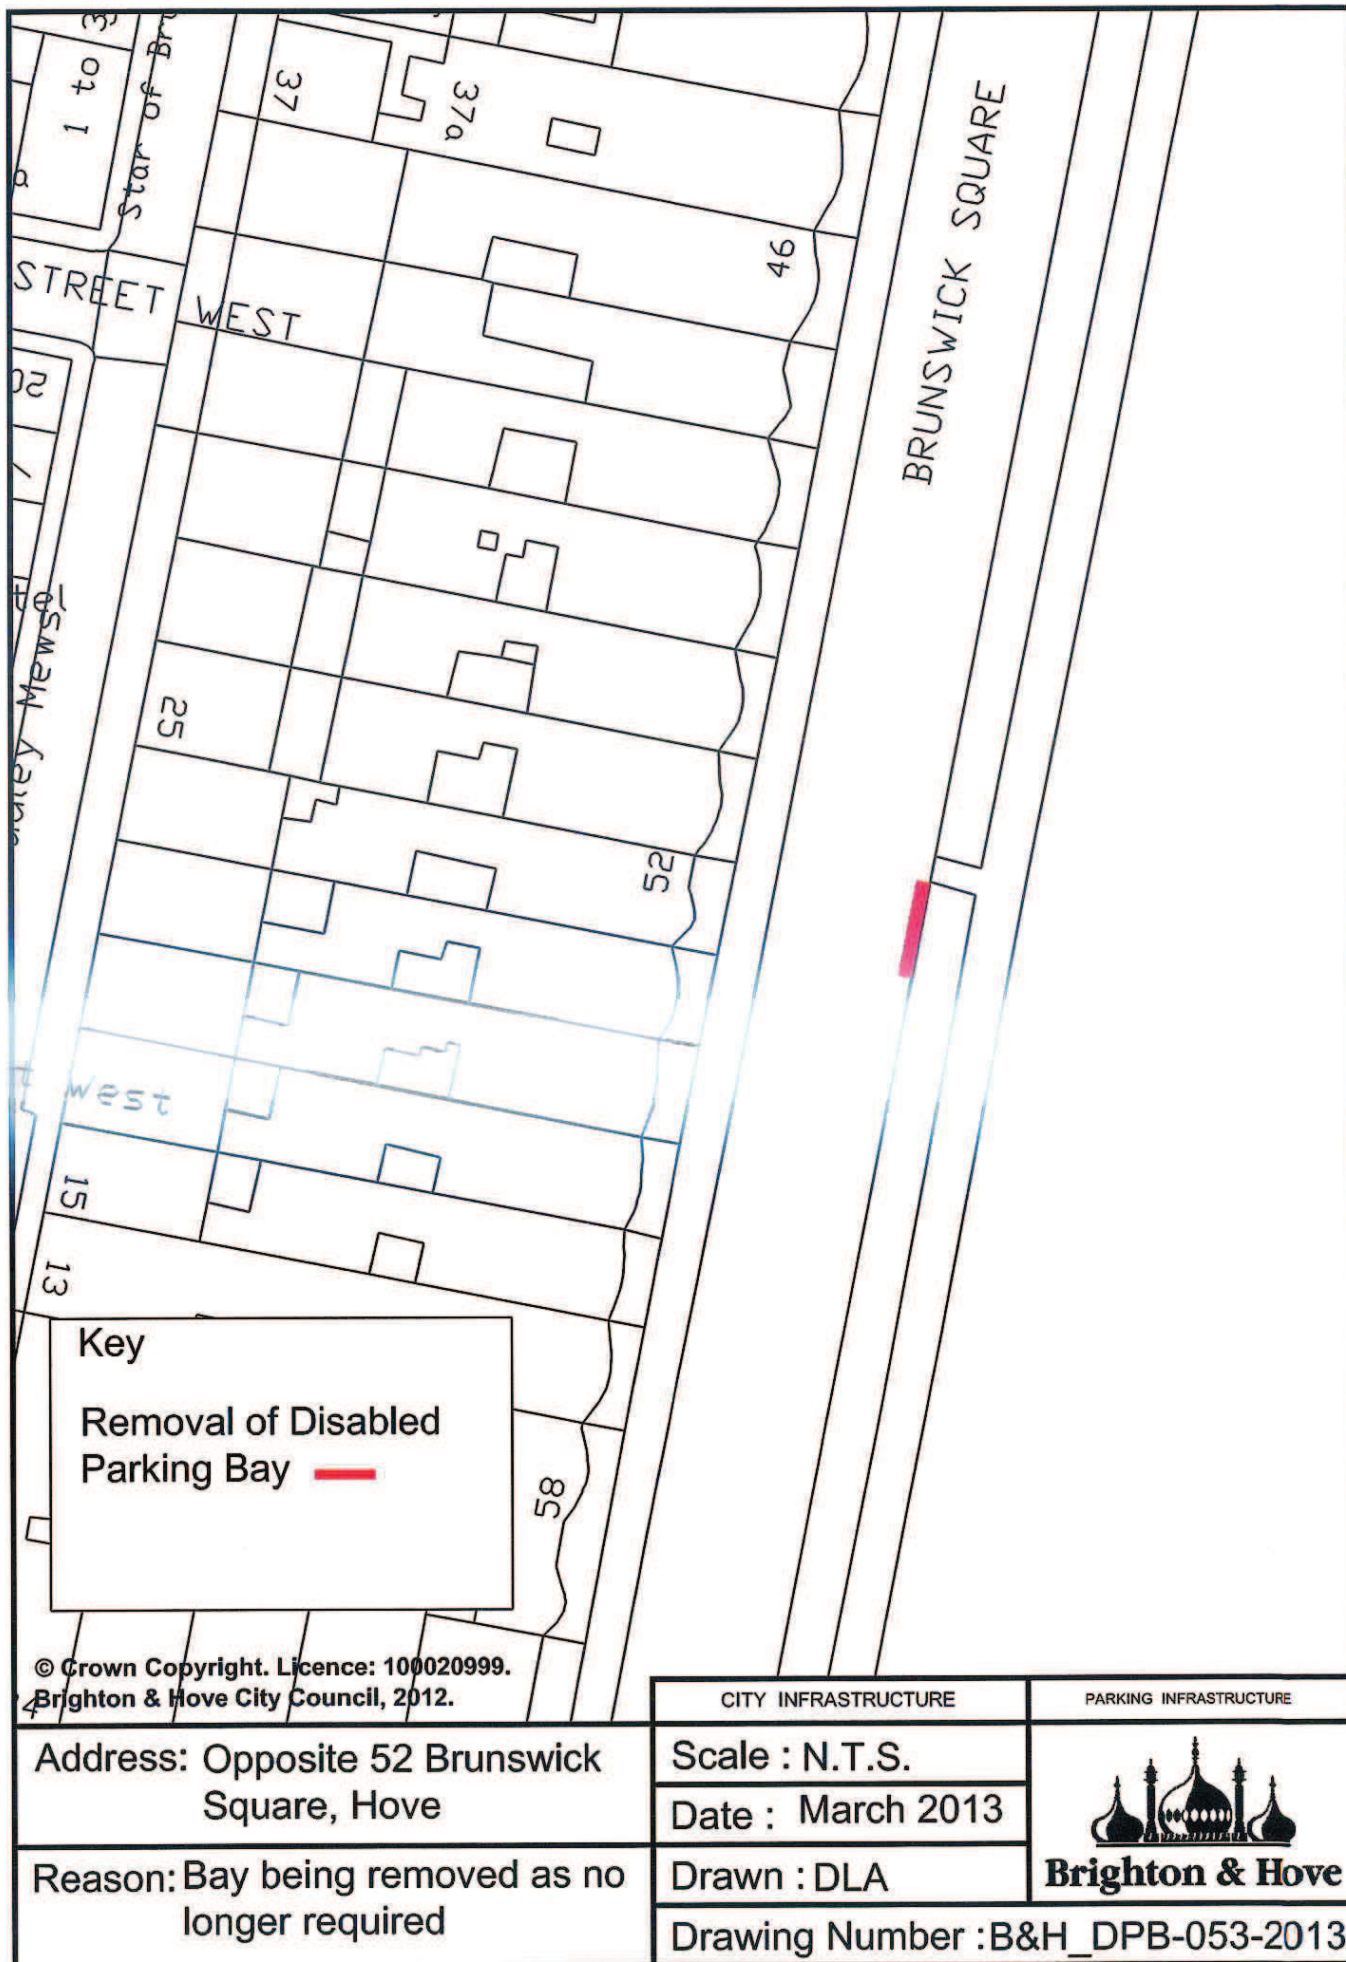 1 to 3
Star of Br
37
37a
BRUNSWICK SQUARE
46
STREET WEST
20
Mews
25
52
West
15
13
58
Key
Removal of Disabled
Parking Bay
© Crown Copyright. Licence: 100020999.
Brighton & Hove City Council, 2012.
CITY INFRASTRUCTURE
PARKING INFRASTRUCTURE
Address: Opposite 52 Brunswick
Square, Hove
Scale : N.T.S.
Date : March 2013
Reason: Bay being removed as no
longer required
Drawn : DLA
Brighton & Hove
Drawing Number : B&H_DPB-053-2013